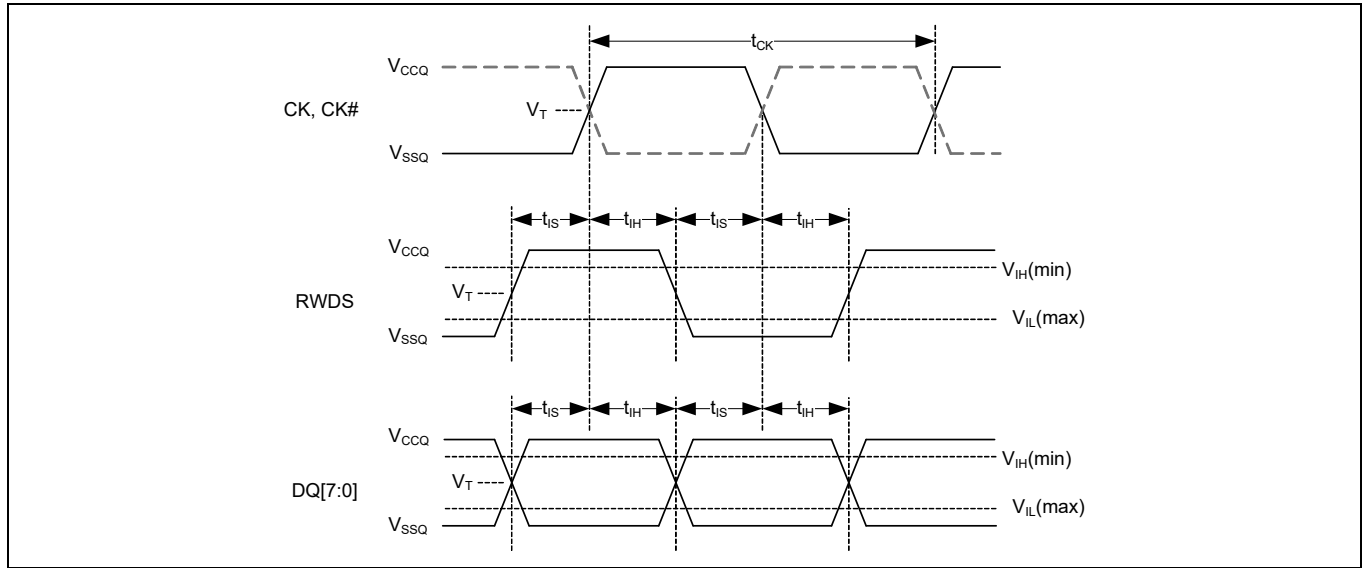 tCK
VCCQ
CK, CK#
VT
VSSQ
tIS tIH tIS tIH
VCCQ
VIH(min)
VT
RWDS
VIL(max)
VSSQ
tIS tIH tIS tIH
VCCQ
VIH(min)
VT
DQ[7:0]
VIL(max)
VSSQ